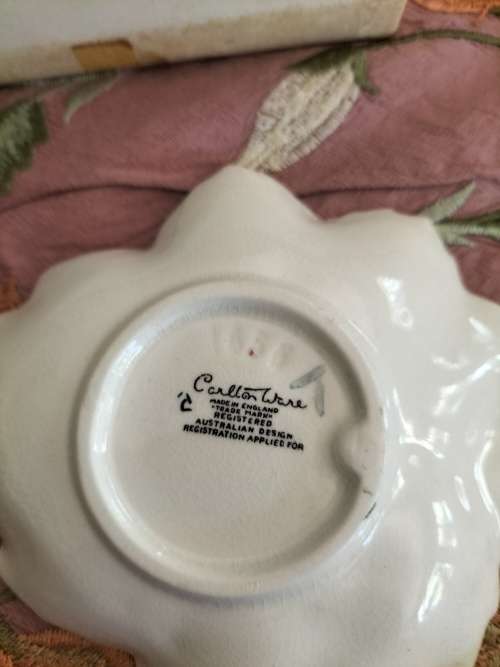 Carlton Ware
MADE IN ENGLAND
"TRADE MARK"
REGISTERED
AUSTRALIAN DESIGN
REGISTRATION APPLIED FOR